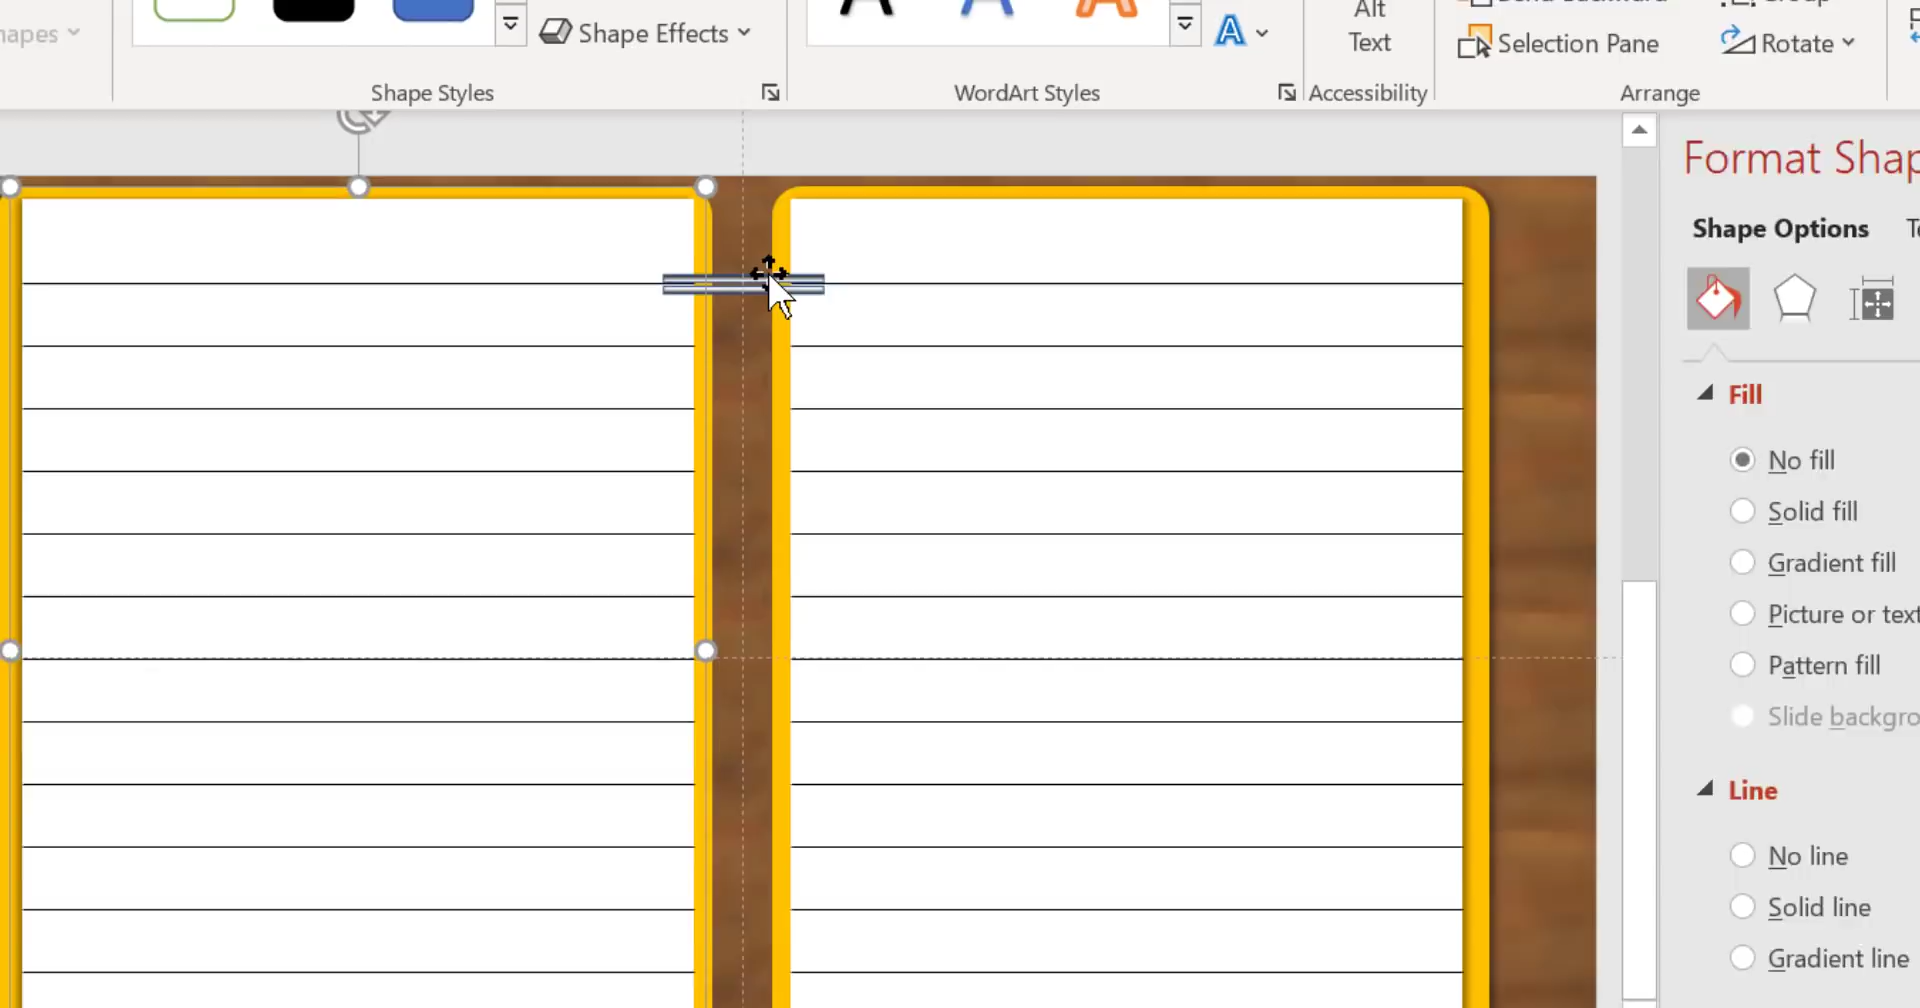 Shape Effects
Alt
Text
Selection Pane
Rotate
Shape Styles
WordArt Styles
Accessibility
Arrange
Format Shap
Shape Options
Fill
No fill
Solid fill
Gradient fill
Picture or text
Pattern fill
Slide backgro
Line
No line
Solid line
Gradient line